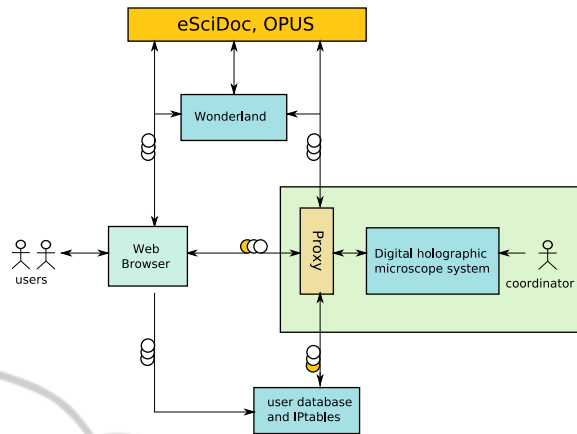 eSciDoc, OPUS
Wonderland
Web
Browser
Proxy
Digital holographic
microscope system
users
coordinator
user database
and IPtables